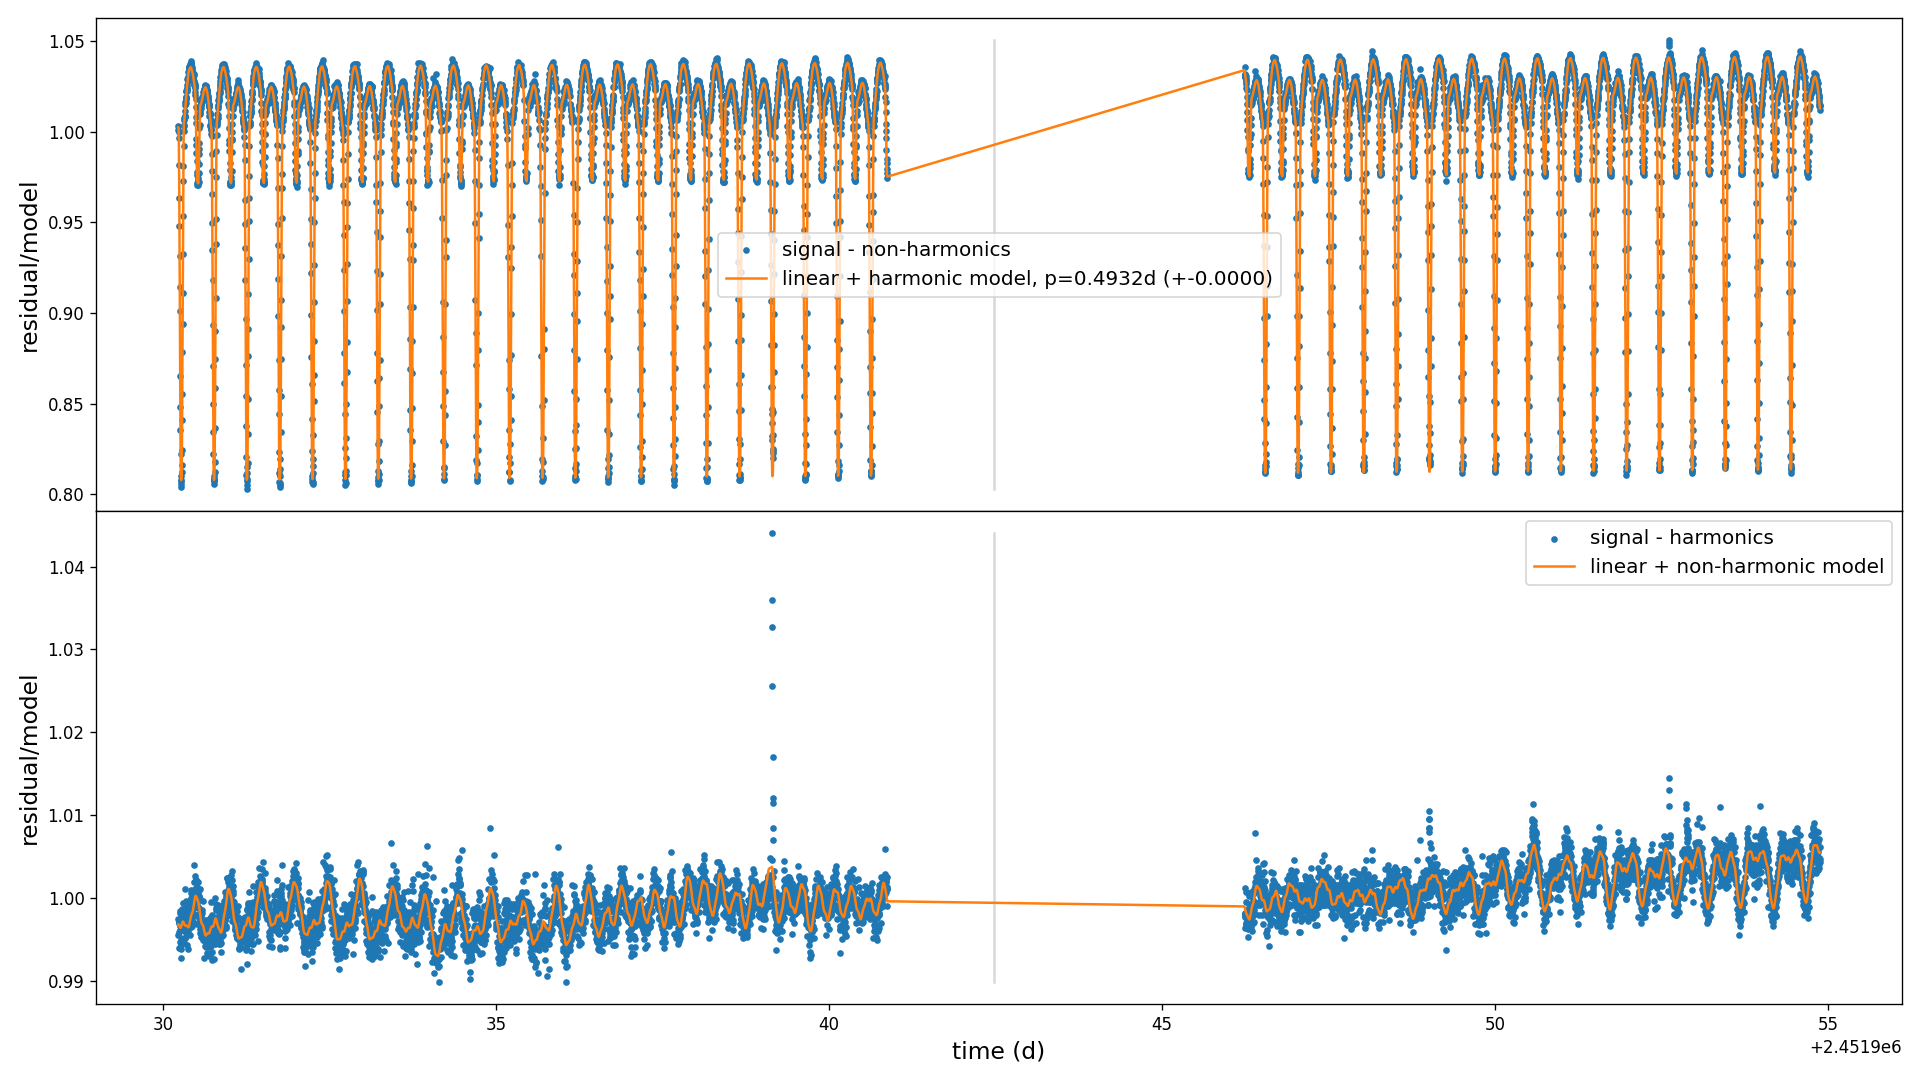 1.05
1.00
0.95
0.90
0.85
0.80
residual/model
signal - non-harmonics
linear + harmonic model, p=0.4932d (+-0.0000)
1.04
1.03
1.02
1.01
1.00
0.99
residual/model
signal - harmonics
linear + non-harmonic model
30 35 40 45 50 55
time (d)
+2.4519e6